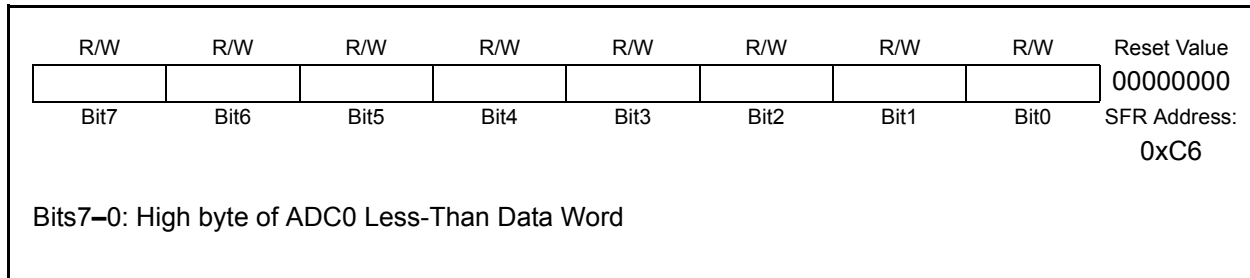 R/W R/W R/W R/W R/W R/W R/W R/W Reset Value
00000000
Bit7 Bit6 Bit5 Bit4 Bit3 Bit2 Bit1 Bit0 SFR Address:
0xC6
Bits7–0: High byte of ADC0 Less-Than Data Word